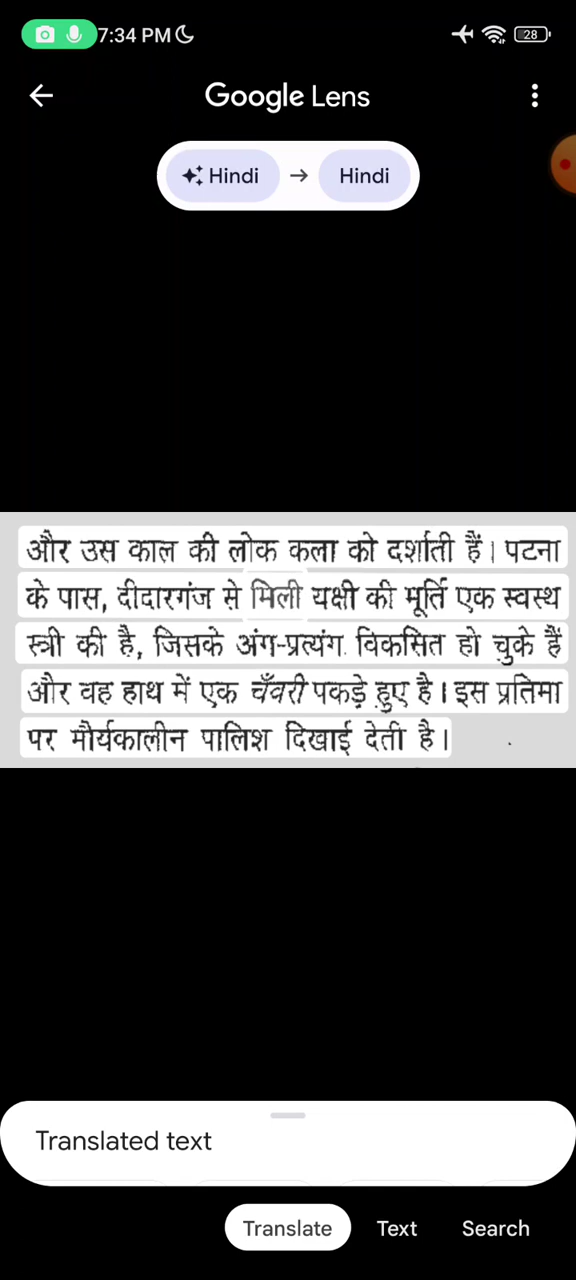 7:34 PM
28
Google Lens
Hindi → Hindi
और उस काल की लोक कला को दर्शाती हैं। पटना
के पास, दीदारगंज से मिली यक्षी की मूर्ति एक स्वस्थ
स्त्री की है, जिसके अंग-प्रत्यंग विकसित हो चुके हैं
और वह हाथ में एक चँवरी पकड़े हुए है। इस प्रतिमा
पर मौर्यकालीन पालिश दिखाई देती है।
Translated text
Translate Text Search